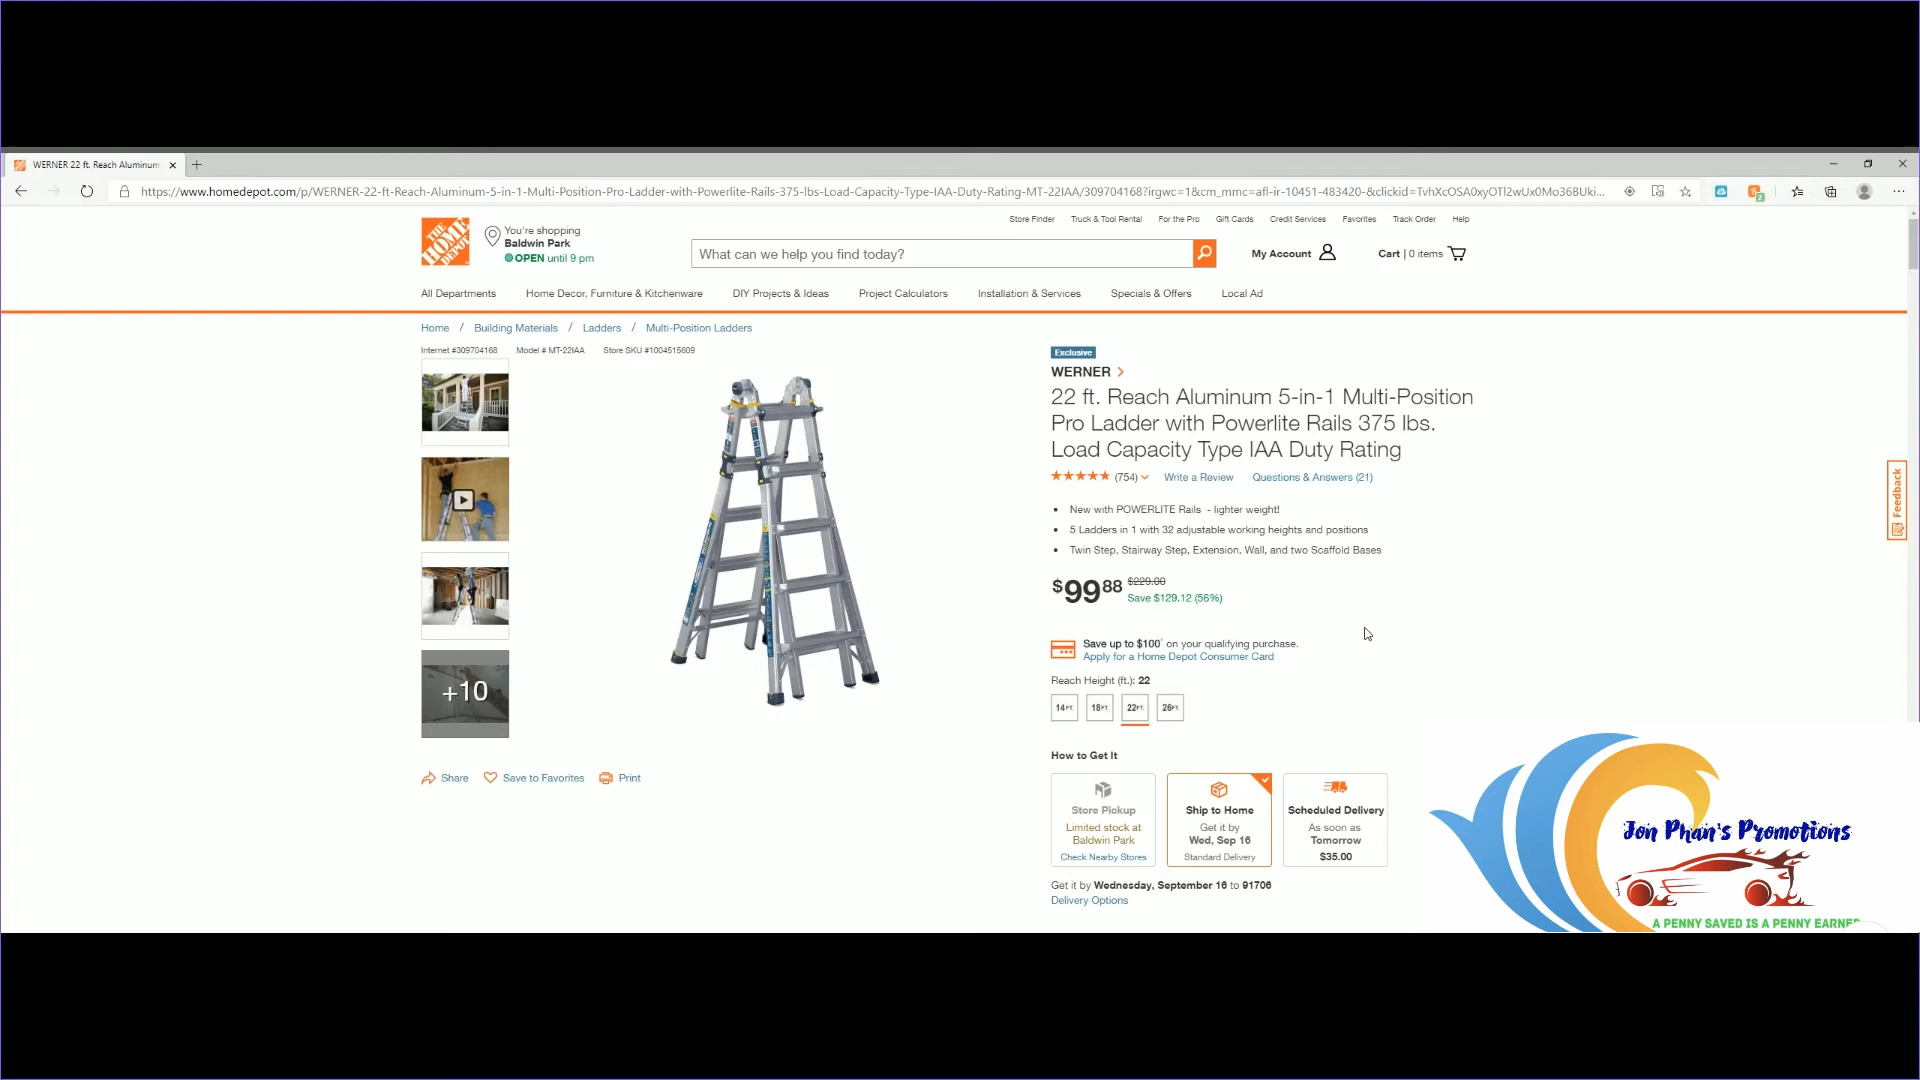 WERNER 22 ft. Reach Aluminum
https://www.homedepot.com/p/WERNER-22-ft-Reach-Aluminum-5-in-1-Multi-Position-Pro-Ladder-with-Powerlite-Rails-375-lbs-Load-Capacity-Type-IAA-Duty-Rating-MT-22IAA/309704168?irgwc=1&cm_mmc=afl-ir-10451-483420-&clickid=TvhXcOSA0xyOTl2wUx0Mo36BUki...
Store Finder Truck & Tool Rental For the Pro Gift Cards Credit Services Favorites Track Order Help
THE HOME DEPOT
You're shopping
Baldwin Park
OPEN until 9 pm
What can we help you find today?
My Account
Cart | 0 items
All Departments Home Decor, Furniture & Kitchenware DIY Projects & Ideas Project Calculators Installation & Services Specials & Offers Local Ad
Home / Building Materials / Ladders / Multi-Position Ladders
Internet #309704168 Model # MT-22IAA Store SKU #1004515609
+10
Share Save to Favorites Print
Exclusive
WERNER
22 ft. Reach Aluminum 5-in-1 Multi-Position
Pro Ladder with Powerlite Rails 375 lbs.
Load Capacity Type IAA Duty Rating
(754) Write a Review Questions & Answers (21)
New with POWERLITE Rails - lighter weight!
5 Ladders in 1 with 32 adjustable working heights and positions
Twin Step, Stairway Step, Extension, Wall, and two Scaffold Bases
$99 88 $229.00
Save $129.12 (56%)
Save up to $100 on your qualifying purchase.
Apply for a Home Depot Consumer Card
Reach Height (ft.): 22
14FT. 18FT. 22FT. 26FT.
How to Get It
Store Pickup
Limited stock at
Baldwin Park
Check Nearby Stores
Ship to Home
Get it by
Wed, Sep 16
Standard Delivery
Scheduled Delivery
As soon as
Tomorrow
$35.00
Get it by Wednesday, September 16 to 91706
Delivery Options
Feedback
Jon Phan's Promotions
A PENNY SAVED IS A PENNY EARNED